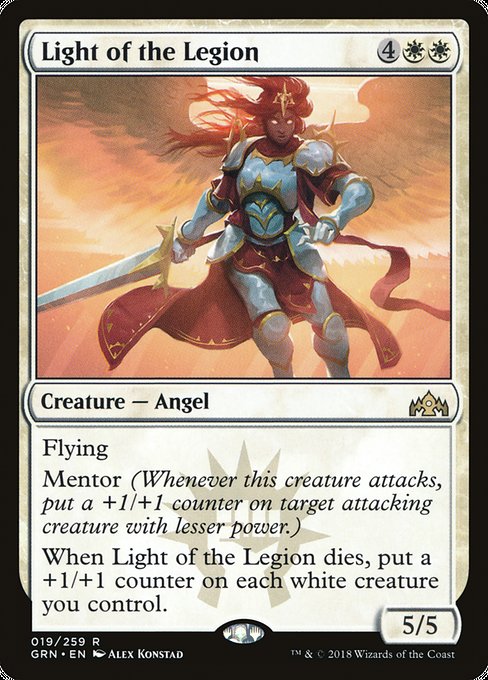 Light of the Legion 4
Creature — Angel
Flying
Mentor (Whenever this creature attacks,
put a +1/+1 counter on target attacking
creature with lesser power.)
When Light of the Legion dies, put a
+1/+1 counter on each white creature
you control.
5/5
019/259 R
GRN • EN Alex Konstad
™ & © 2018 Wizards of the Coast